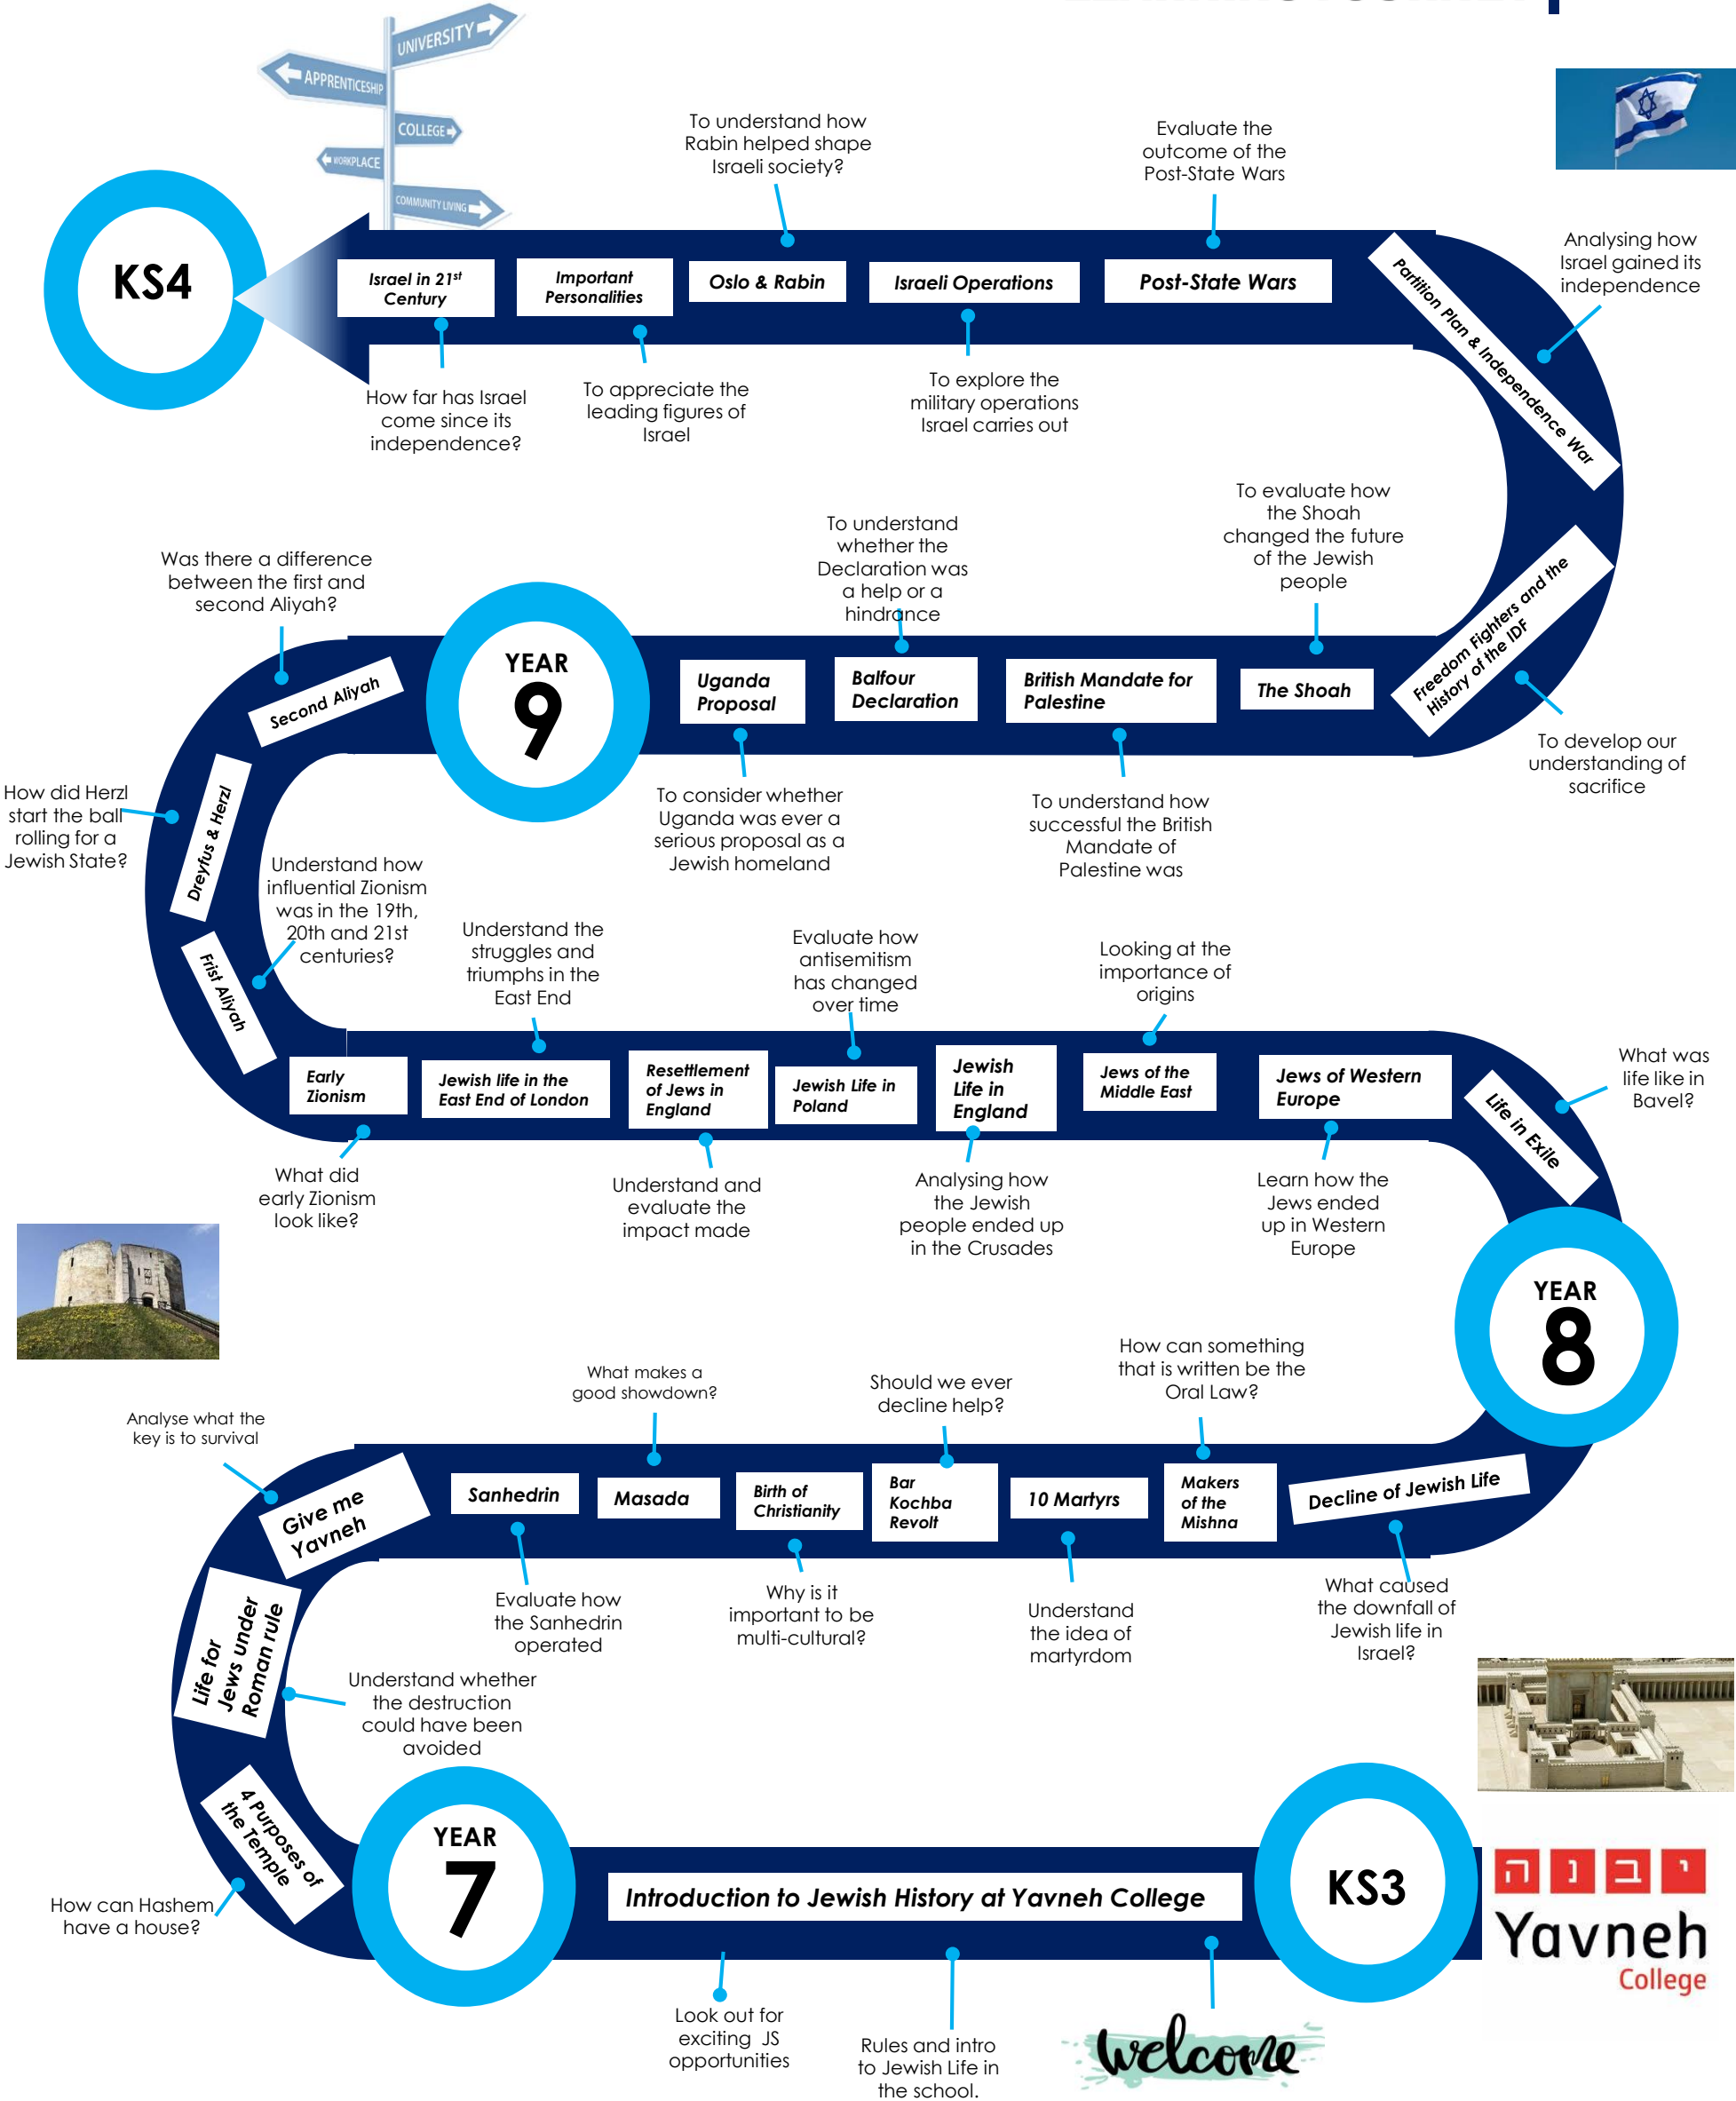 UNIVERSITY
APPRENTICESHIP
COLLEGE
WORKPLACE
COMMUNITY LIVING
To understand how
Rabin helped shape
Israeli society?
Evaluate the
outcome of the
Post-State Wars
KS4
Israel in 21st
Century
Important
Personalities
Oslo & Rabin
Israeli Operations
Post-State Wars
Partition Plan & Independence War
Analysing how
Israel gained its
independence
How far has Israel
come since its
independence?
To appreciate the
leading figures of
Israel
To explore the
military operations
Israel carries out
Was there a difference
between the first and
second Aliyah?
To understand
whether the
Declaration was
a help or a
hindrance
To evaluate how
the Shoah
changed the future
of the Jewish
people
Second Aliyah
YEAR
9
Uganda
Proposal
Balfour
Declaration
British Mandate for
Palestine
The Shoah
Freedom Fighters and the
History of the IDF
How did Herzl
start the ball
rolling for a
Jewish State?
Dreyfus & Herzl
To consider whether
Uganda was ever a
serious proposal as a
Jewish homeland
To understand how
successful the British
Mandate of
Palestine was
To develop our
understanding of
sacrifice
Understand how
influential Zionism
was in the 19th,
20th and 21st
centuries?
Frist Aliyah
Understand the
struggles and
triumphs in the
East End
Evaluate how
antisemitism
has changed
over time
Looking at the
importance of
origins
What was
life like in
Bavel?
Early
Zionism
Jewish life in the
East End of London
Resettlement
of Jews in
England
Jewish Life in
Poland
Jewish
Life in
England
Jews of the
Middle East
Jews of Western
Europe
Life in Exile
What did
early Zionism
look like?
Understand and
evaluate the
impact made
Analysing how
the Jewish
people ended up
in the Crusades
Learn how the
Jews ended
up in Western
Europe
YEAR
8
Analyse what the
key is to survival
What makes a
good showdown?
Should we ever
decline help?
How can something
that is written be the
Oral Law?
Give me
Yavneh
Sanhedrin
Masada
Birth of
Christianity
Bar
Kochba
Revolt
10 Martyrs
Makers
of the
Mishna
Decline of Jewish Life
Life for
Jews under
Roman rule
Evaluate how
the Sanhedrin
operated
Why is it
important to be
multi-cultural?
Understand
the idea of
martyrdom
What caused
the downfall of
Jewish life in
Israel?
Understand whether
the destruction
could have been
avoided
4 Purposes of
the Temple
How can Hashem
have a house?
YEAR
7
Introduction to Jewish History at Yavneh College
KS3
יבנה
Yavneh
College
Look out for
exciting JS
opportunities
Rules and intro
to Jewish Life in
the school.
welcome